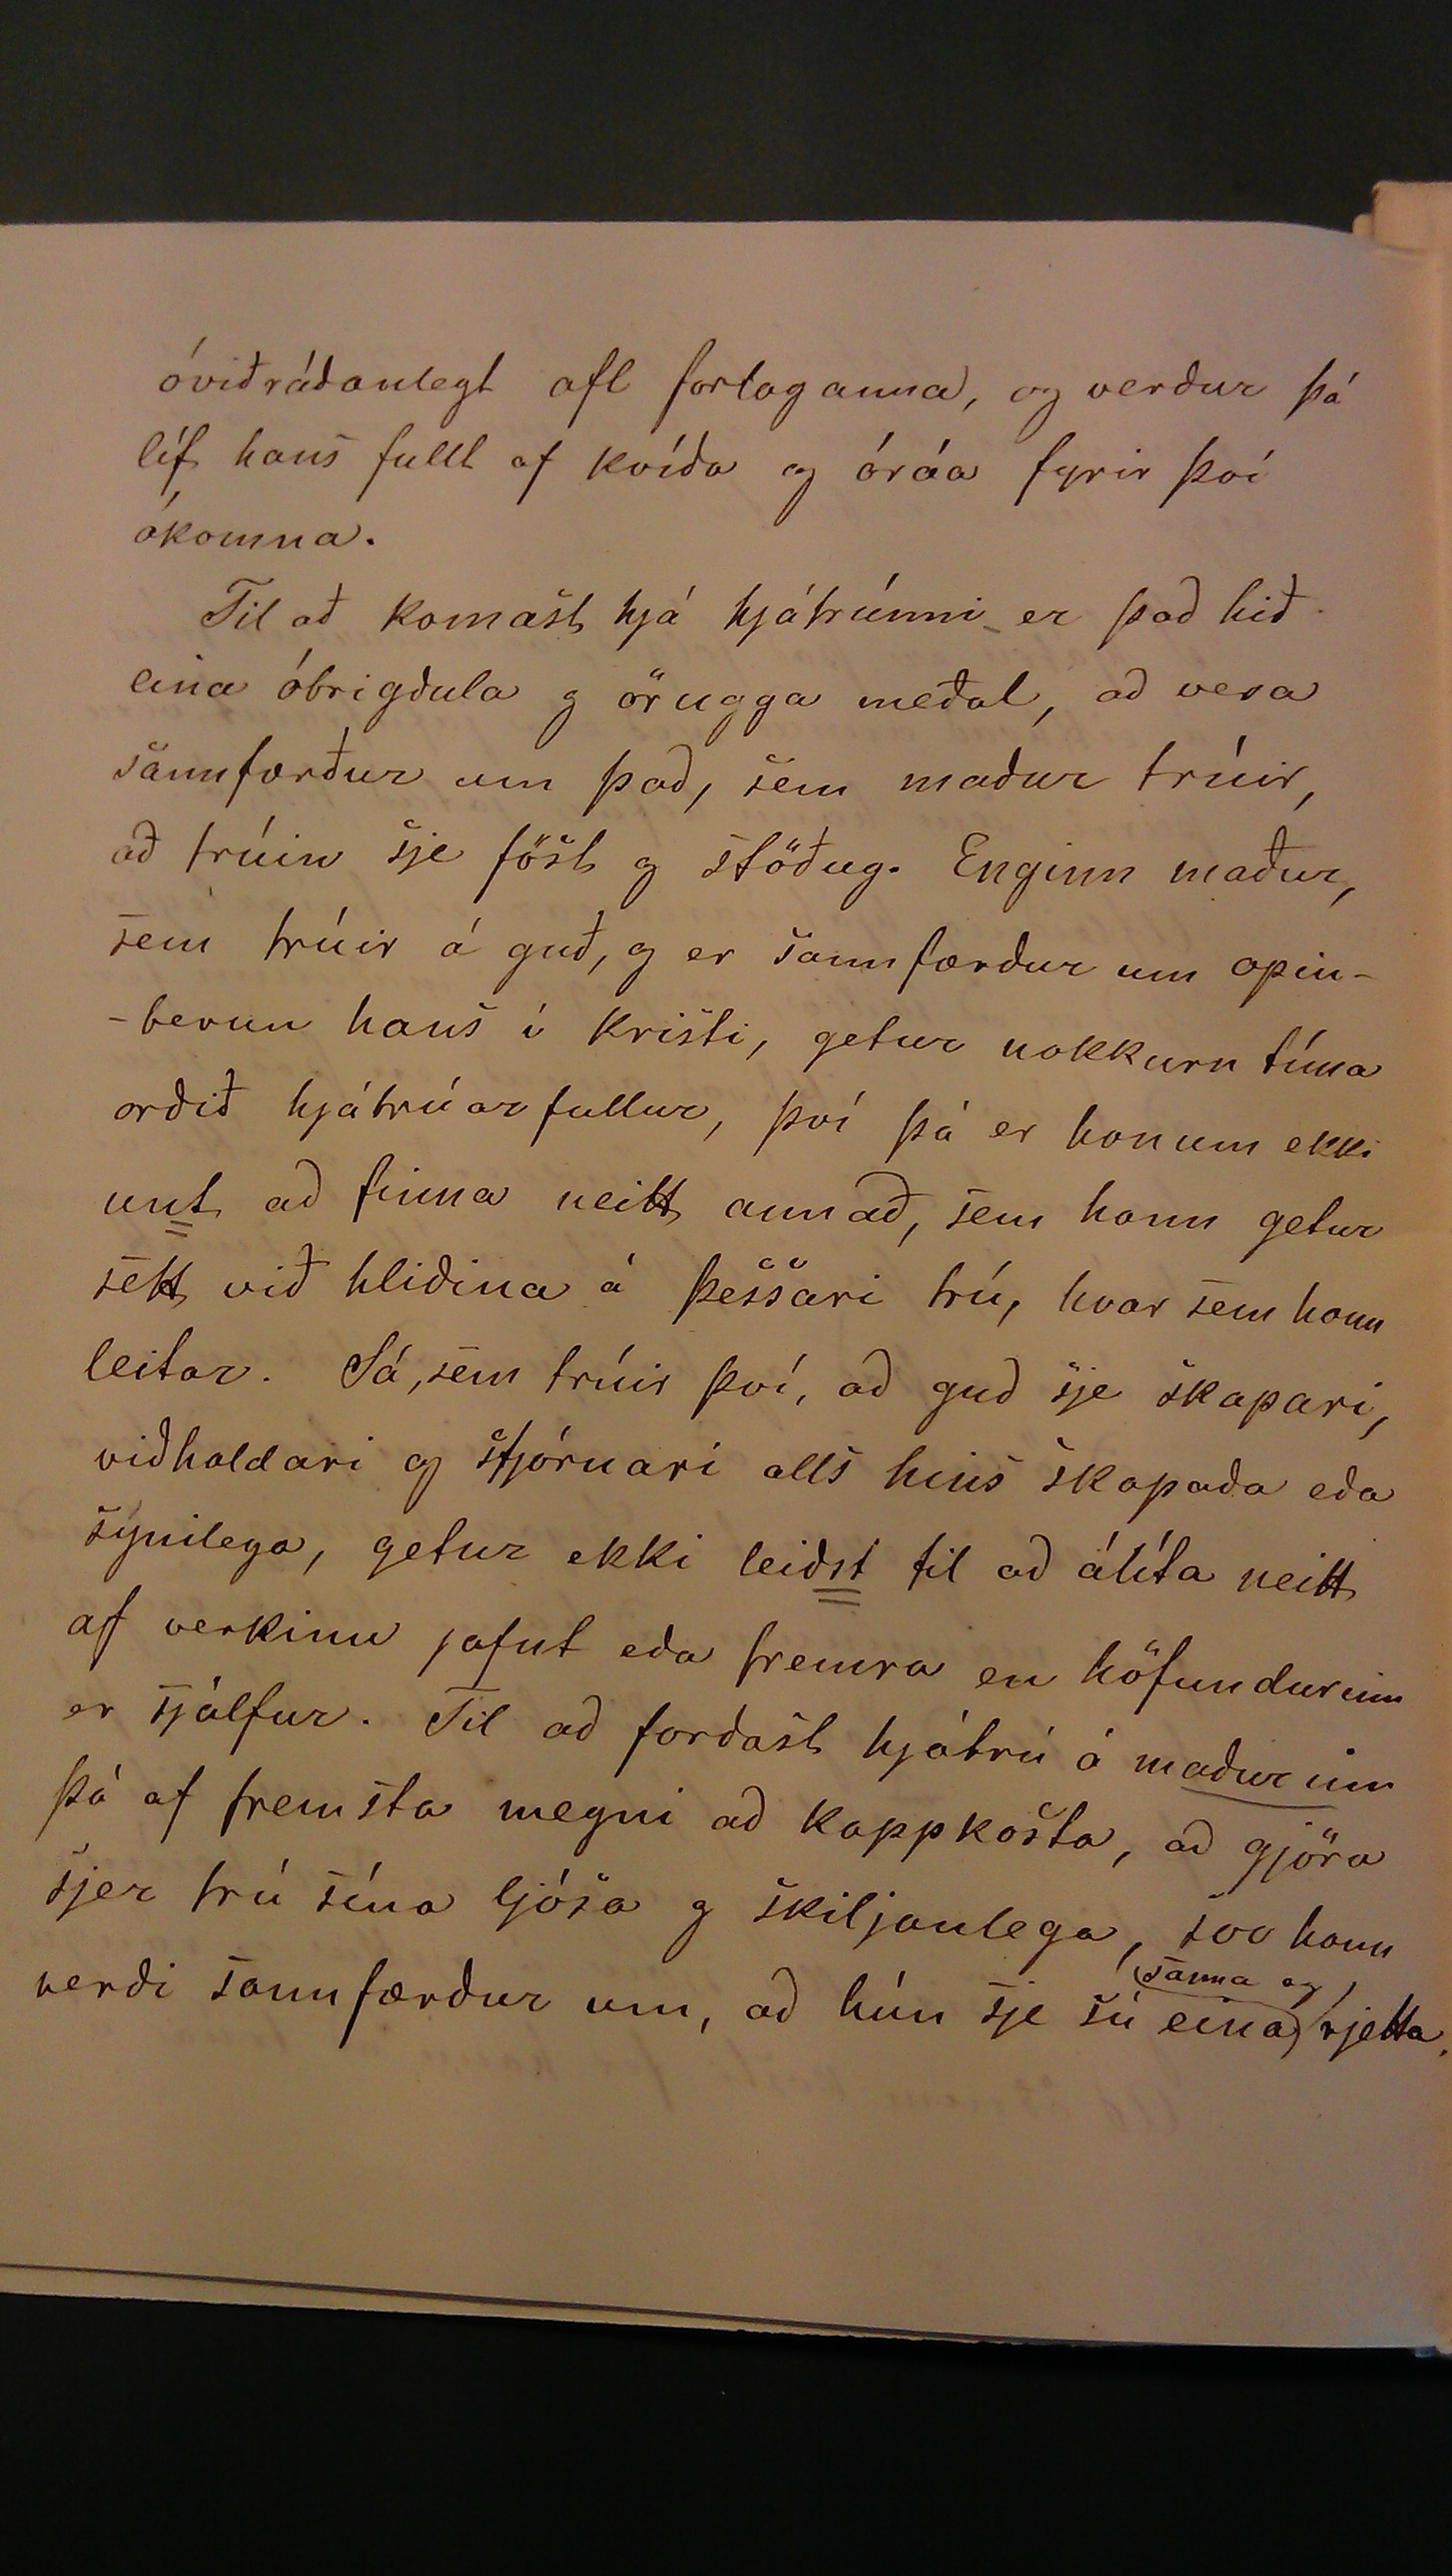 óviðráðanlegt afl forlaganna, og verður þá
líf hans fullt af kvíða og óráa fyrir því
ókomna.
Til að komast hjá hjátrúnni er það hið
eina óbrigðula og örugga meðal, að vera
sannfærður um það, sem maður trúir,
að trúin sje föst og stöðug. Enginn maður,
sem trúir á guð, og er sannfærður um opin-
-berun hans í Kristi, getur nokkurn tíma
orðið hjátrúarfullur, því þá er honum ekki
unt að finna neitt annað, sem hann getur
sett við hliðina á þessari trú, hvar sem hann
leitar. Sá, sem trúir því, að guð sje skapari,
viðhaldari og stjórnari alls hins skapaða eða
sýnilega, getur ekki leiðst til að álíta neitt
af verkinu jafnt eða fremra en höfundurinn
er sjálfur. Til að forðast hjátrú á maðurinn
þá af fremsta megni að kappkosta, að gjöra
sjer trú sína ljósa og skiljanlega, svo hann
sanna og
verði sannfærður um, að hún sje sú eina rjetta.